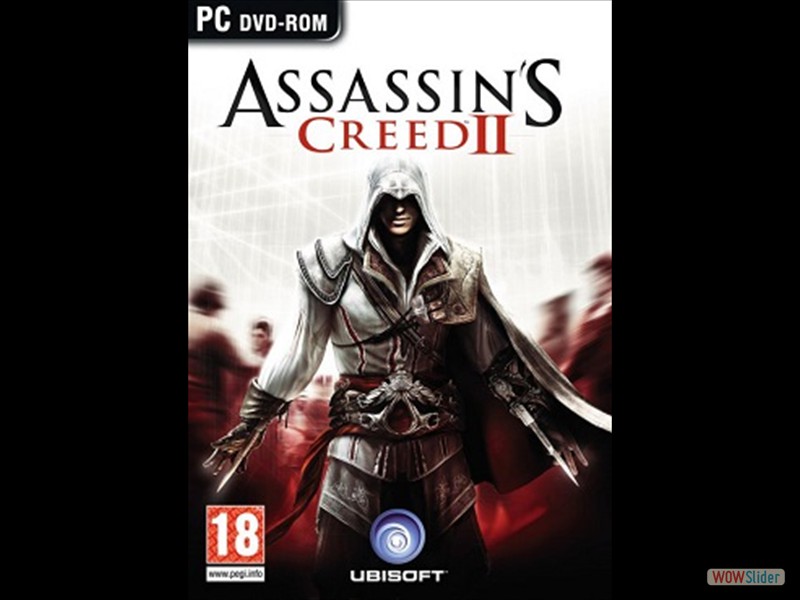 PC DVD-ROM
ASSASSIN'S
CREED II
18
www.pegi.info
UBISOFT
WOWSlider